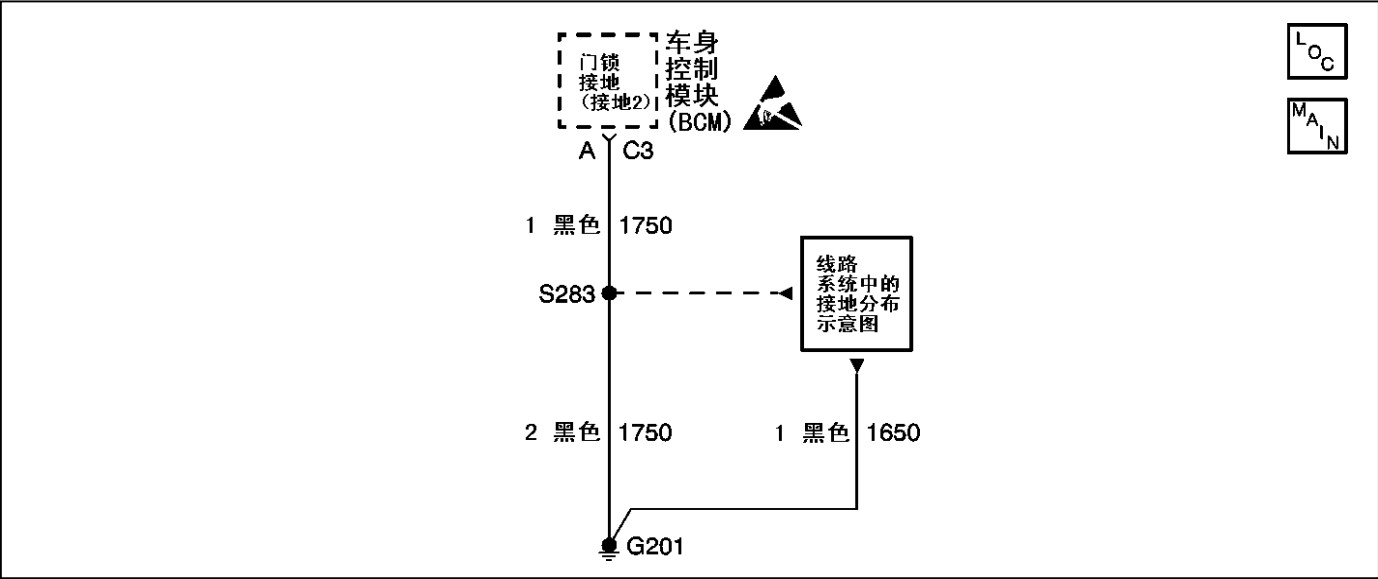 门锁
接地
(接地2)
车身
控制
模块
(BCM)
LOC
MAIN
A
C3
1 黑色
1750
线路
系统中的
接地分布
示意图
S283
2 黑色
1750
1 黑色
1650
G201